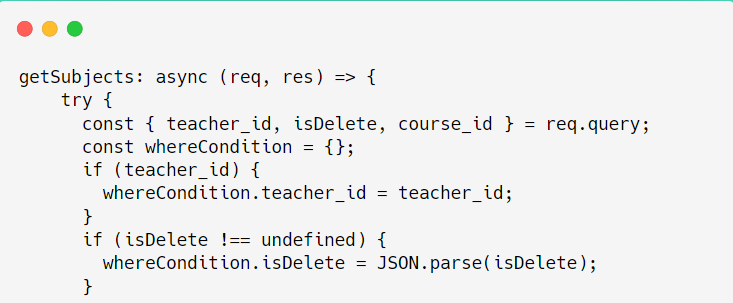 getSubjects: async (req, res) => {
try {
const { teacher_id, isDelete, course_id } = req.query;
const whereCondition = {};
if (teacher_id) {
whereCondition.teacher_id = teacher_id;
}
if (isDelete !== undefined) {
whereCondition.isDelete = JSON.parse(isDelete);
}